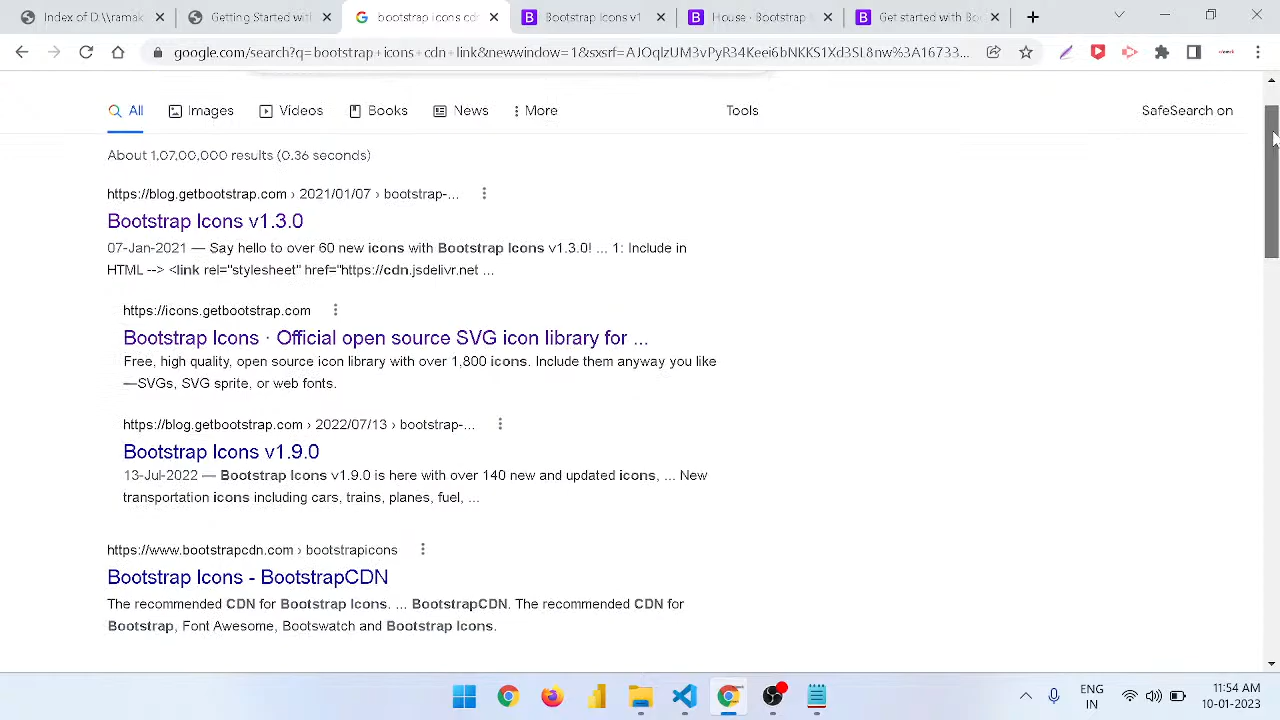 Index of D:\Vamak
Getting Started wit
bootstrap icons cd
Bootstrap Icons v1
House · Bootstrap
Get started with Bo
google.com/search?q=bootstrap+icons+cdn+link&newwindow=
All
Images
Videos
Books
News
More
Tools
SafeSearch on
About 1,07,00,000 results (0.36 seconds)
https://blog.getbootstrap.com › 2021/01/07 › bootstrap-...
Bootstrap Icons v1.3.0
07-Jan-2021 — Say hello to over 60 new icons with Bootstrap Icons v1.3.0! ... 1: Include in
HTML --> <link rel="stylesheet" href="https://cdn.jsdelivr.net ...
https://icons.getbootstrap.com
Bootstrap Icons · Official open source SVG icon library for ...
Free, high quality, open source icon library with over 1,800 icons. Include them anyway you like
—SVGs, SVG sprite, or web fonts.
https://blog.getbootstrap.com › 2022/07/13 › bootstrap-...
Bootstrap Icons v1.9.0
13-Jul-2022 — Bootstrap Icons v1.9.0 is here with over 140 new and updated icons, ... New
transportation icons including cars, trains, planes, fuel, ...
https://www.bootstrapcdn.com › bootstrapicons
Bootstrap Icons - BootstrapCDN
The recommended CDN for Bootstrap Icons. ... BootstrapCDN. The recommended CDN for
Bootstrap, Font Awesome, Bootswatch and Bootstrap Icons.
ENG
IN
11:54 AM
10-01-2023